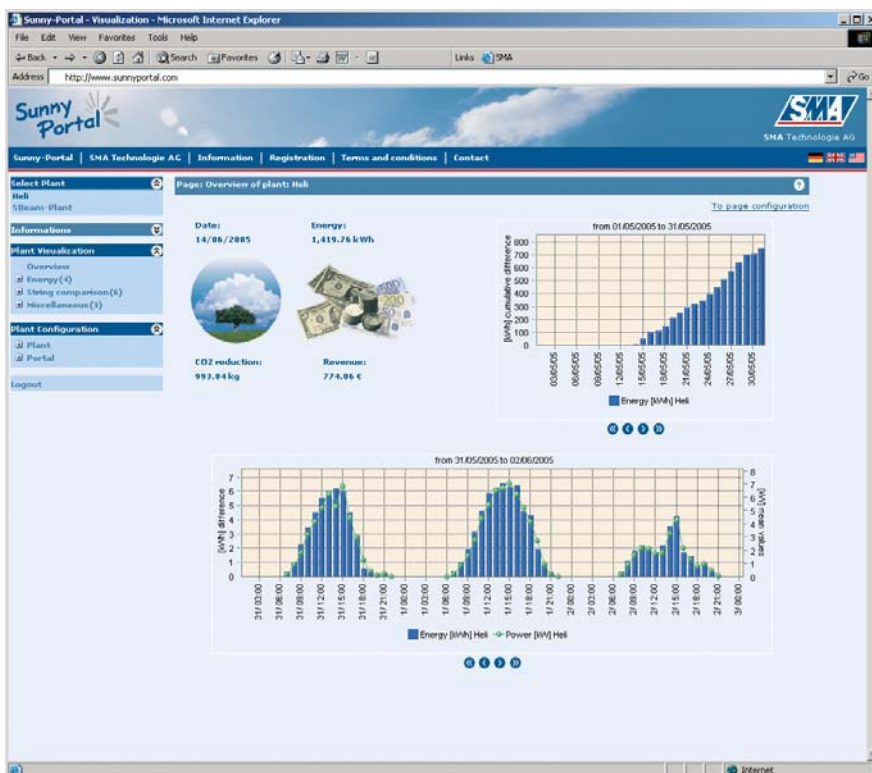 Sunny-Portal - Visualization - Microsoft Internet Explorer
File Edit View Favorites Tools Help
Back Search Favorites Links SMA
Address http://www.sunnyportal.com Go
Sunny Portal
SMA
SMA Technologie AG
Sunny-Portal | SMA Technologie AG | Information | Registration | Terms and conditions | Contact
Select Plant
Heli
SBeam-Plant
Informations
Plant Visualization
Overview
Energy(4)
String comparison(6)
Miscellaneous(3)
Plant Configuration
Plant
Portal
Logout
Page: Overview of plant: Heli
?
To page configuration
Date:
14/06/2005
Energy:
1,419.76 kWh
CO2 reduction:
993.84 kg
Revenue:
774.06 €
from 01/05/2005 to 31/05/2005
[kWh] cumulative difference
800
700
600
500
400
300
200
100
0
03/05/05 06/05/05 09/05/05 12/05/05 15/05/05 18/05/05 21/05/05 24/05/05 27/05/05 30/05/05
Energy [kWh] Heli
from 31/05/2005 to 02/06/2005
[kWh] difference
7
6
5
4
3
2
1
0
[kW] mean values
8
7
6
5
4
3
2
1
0
31/ 03:00 31/ 06:00 31/ 09:00 31/ 12:00 31/ 15:00 31/ 18:00 31/ 21:00 1/ 00:00 1/ 03:00 1/ 06:00 1/ 09:00 1/ 12:00 1/ 15:00 1/ 18:00 1/ 21:00 2/ 00:00 2/ 03:00 2/ 06:00 2/ 09:00 2/ 12:00 2/ 15:00 2/ 18:00 2/ 21:00 3/ 00:00
Energy [kWh] Heli Power [kW] Heli
Internet